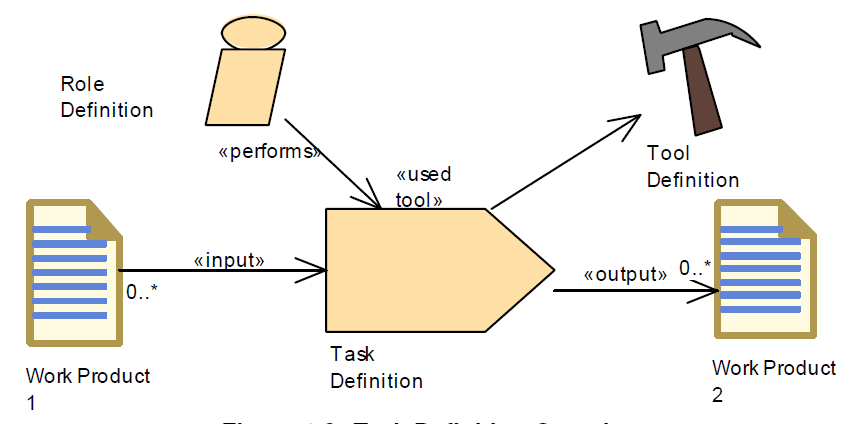 Role
Definition
«performs»
«used
tool»
Tool
Definition
«input»
0..*
«output»
0..*
Task
Definition
Work Product
1
Work Product
2